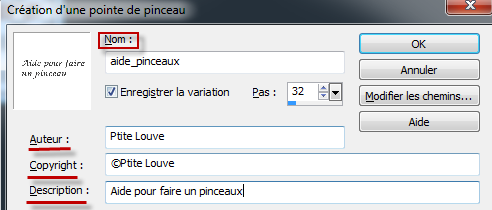 Création d'une pointe de pinceau
Aide pour faire
un pinceau
Nom :
aide_pinceaux
Enregistrer la variation
Pas :
32
OK
Annuler
Modifier les chemins...
Aide
Auteur :
Ptite Louve
Copyright :
©Ptite Louve
Description :
Aide pour faire un pinceaux